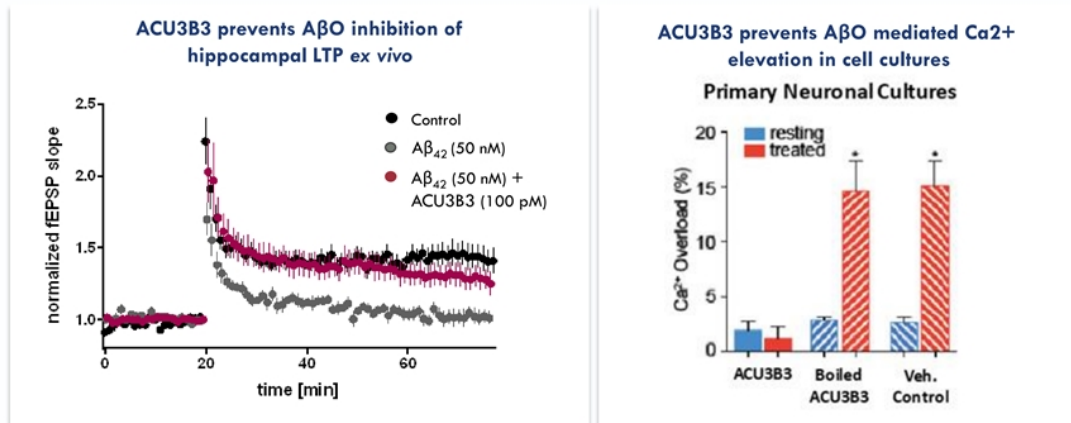 ACU3B3 prevents AβO inhibition of
hippocampal LTP ex vivo
2.5
2.0
1.5
1.0
normalized fEPSP slope
Control
Aβ₄₂ (50 nM)
Aβ₄₂ (50 nM) +
ACU3B3 (100 pM)
0
20
40
60
time [min]
ACU3B3 prevents AβO mediated Ca2+
elevation in cell cultures
Primary Neuronal Cultures
20
15
10
5
0
Ca²⁺ Overload (%)
resting
treated
*
*
ACU3B3
Boiled
ACU3B3
Veh.
Control